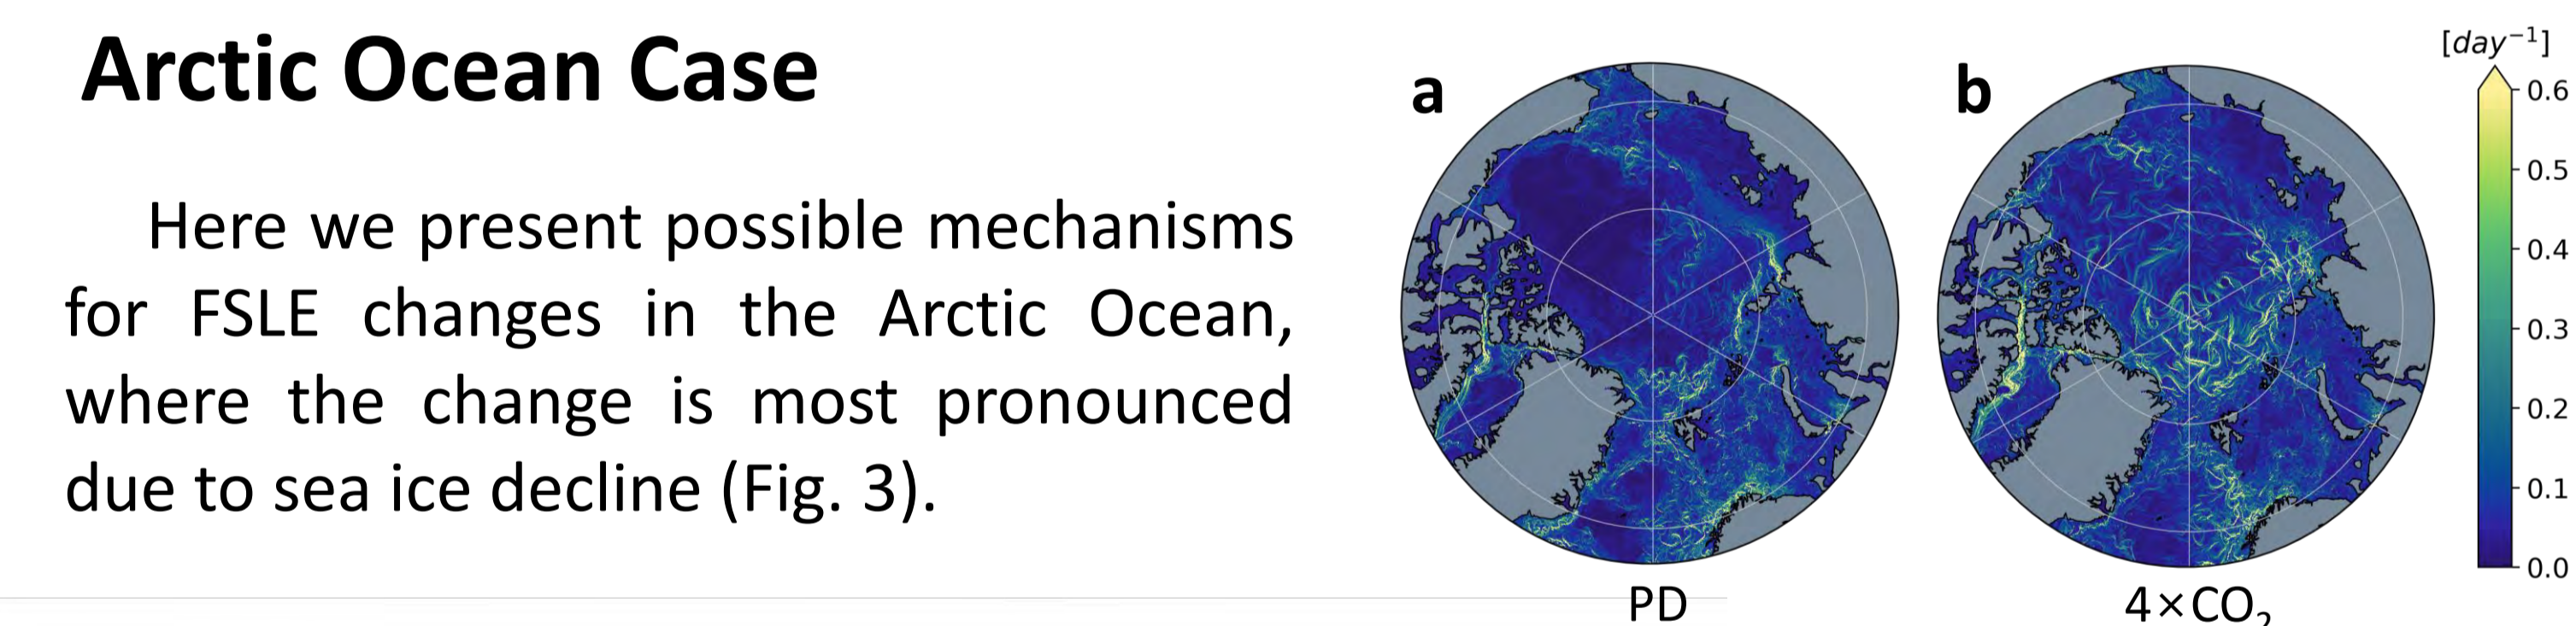 Arctic Ocean Case
Here we present possible mechanisms
for FSLE changes in the Arctic Ocean,
where the change is most pronounced
due to sea ice decline (Fig. 3).
a
b
[day⁻¹]
0.6
0.5
0.4
0.3
0.2
0.1
0.0
PD
4×CO₂